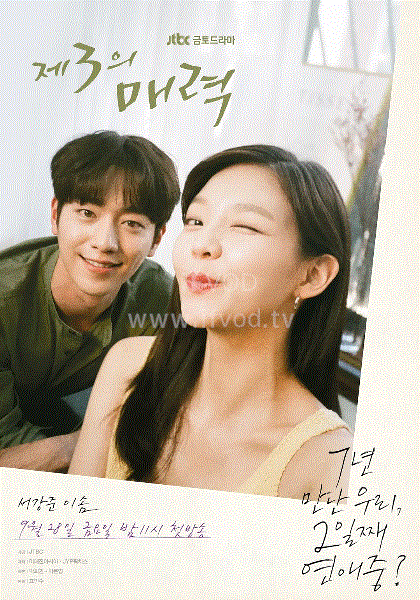 JTBC 금토드라마
제3의
매력
www. vod.tv
7년
만난 우리,
2일째
연애중?
서강준 이솜
9월 28일 금요일 밤 11시 첫방송
JTBC